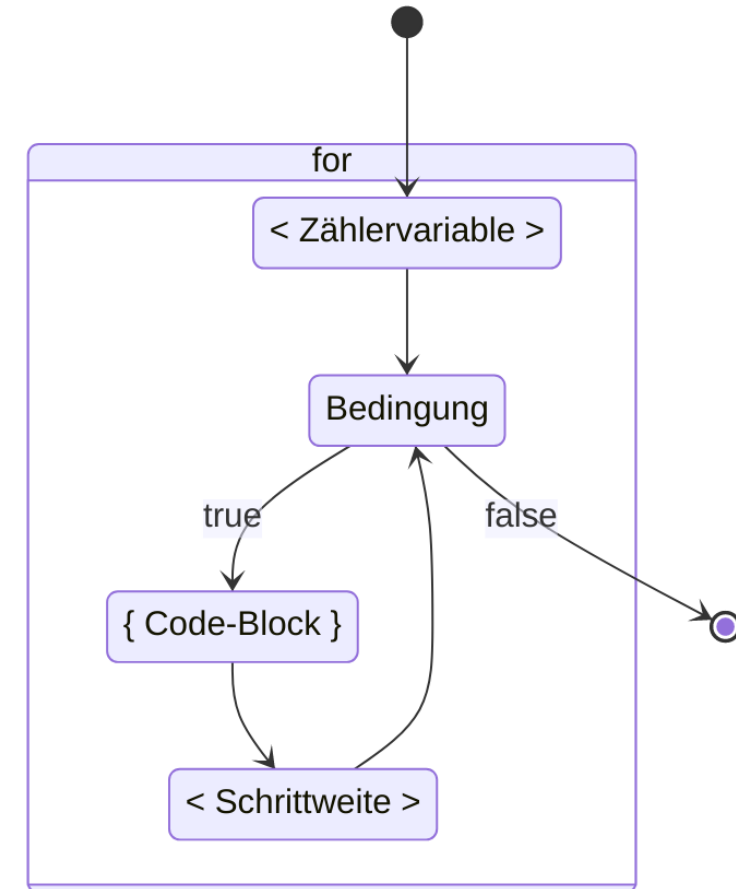 for
< Zählervariable >
Bedingung
true
false
{ Code-Block }
< Schrittweite >